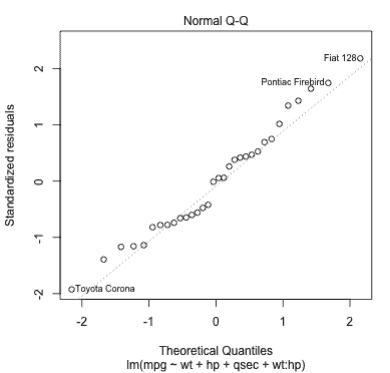 Normal Q-Q
Fiat 128
Pontiac Firebird
Toyota Corona
Standardized residuals
2
1
0
-1
-2
-2 -1 0 1 2
Theoretical Quantiles
lm(mpg ~ wt + hp + qsec + wt:hp)